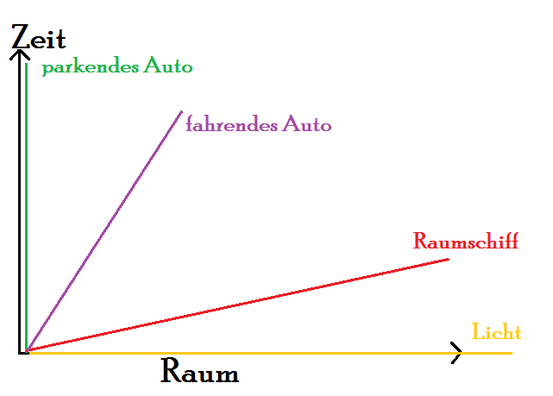 Zeit
parkendes Auto
fahrendes Auto
Raumschiff
Licht
Raum